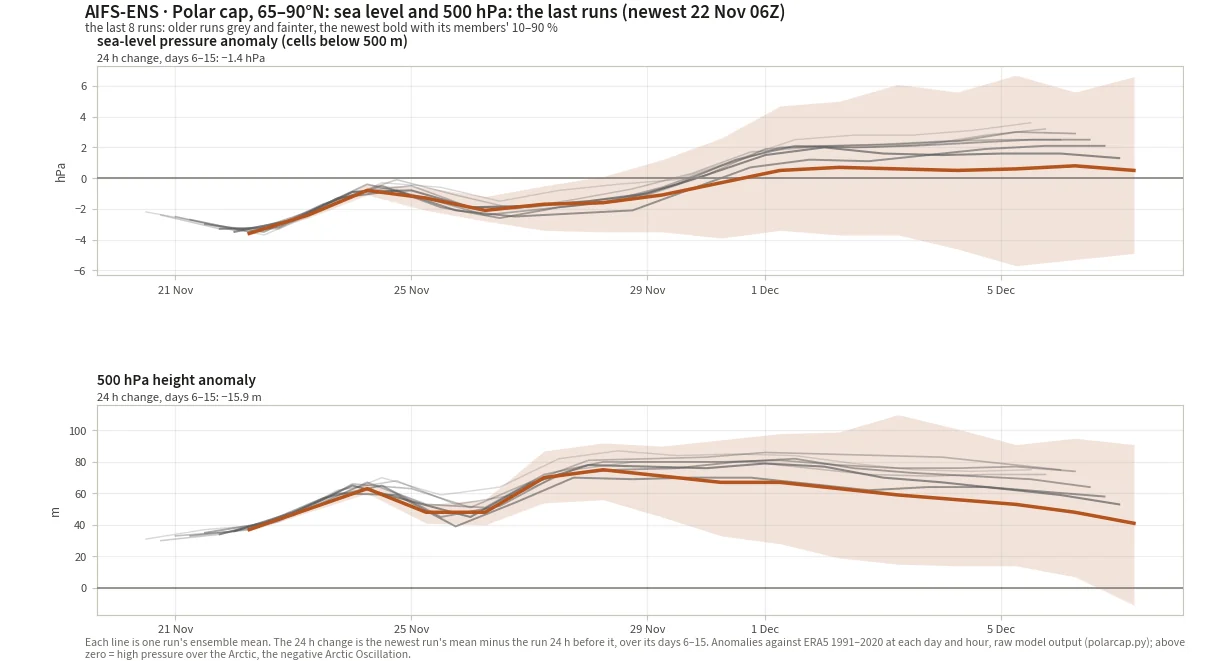 AIFS-ENS · Polar cap, 65–90°N: sea level and 500 hPa: the last runs (newest 22 Nov 06Z)
the last 8 runs: older runs grey and fainter, the newest bold with its members' 10–90 %
sea-level pressure anomaly (cells below 500 m)
24 h change, days 6–15: −1.4 hPa
6
4
2
0
−2
−4
−6
hPa
21 Nov
25 Nov
29 Nov
1 Dec
5 Dec
500 hPa height anomaly
24 h change, days 6–15: −15.9 m
100
80
60
40
20
0
m
21 Nov
25 Nov
29 Nov
1 Dec
5 Dec
Each line is one run's ensemble mean. The 24 h change is the newest run's mean minus the run 24 h before it, over its days 6–15. Anomalies against ERA5 1991–2020 at each day and hour, raw model output (polarcap.py); above
zero = high pressure over the Arctic, the negative Arctic Oscillation.